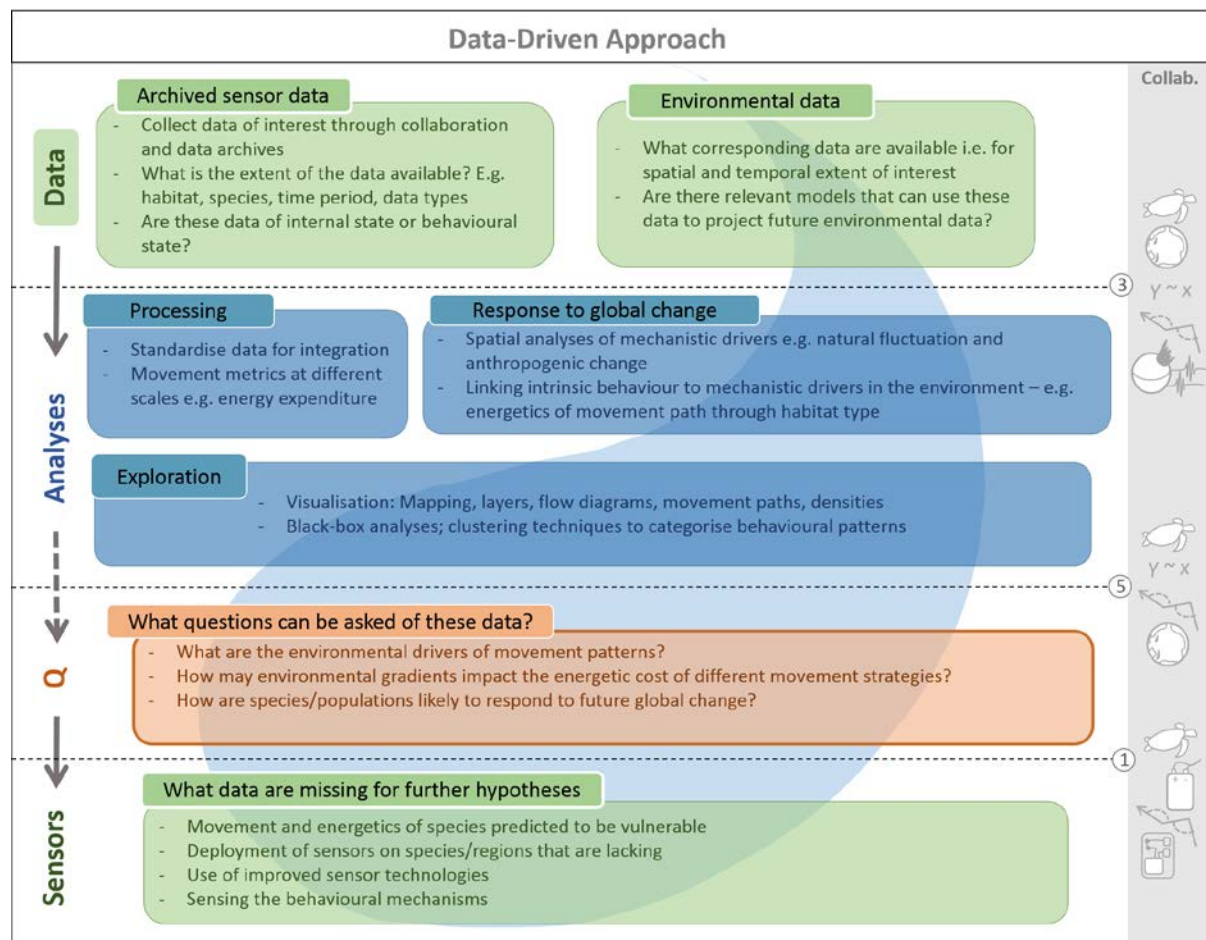 Data-Driven Approach
Collab.
Data
Archived sensor data
- Collect data of interest through collaboration
and data archives
- What is the extent of the data available? E.g.
habitat, species, time period, data types
- Are these data of internal state or behavioural
state?
Environmental data
- What corresponding data are available i.e. for
spatial and temporal extent of interest
- Are there relevant models that can use these
data to project future environmental data?
3
Y ~ X
Analyses
Processing
- Standardise data for integration
- Movement metrics at different
scales e.g. energy expenditure
Response to global change
- Spatial analyses of mechanistic drivers e.g. natural fluctuation and
anthropogenic change
- Linking intrinsic behaviour to mechanistic drivers in the environment – e.g.
energetics of movement path through habitat type
Exploration
- Visualisation: Mapping, layers, flow diagrams, movement paths, densities
- Black-box analyses; clustering techniques to categorise behavioural patterns
Y ~ X
5
Q
What questions can be asked of these data?
- What are the environmental drivers of movement patterns?
- How may environmental gradients impact the energetic cost of different movement strategies?
- How are species/populations likely to respond to future global change?
1
Sensors
What data are missing for further hypotheses
- Movement and energetics of species predicted to be vulnerable
- Deployment of sensors on species/regions that are lacking
- Use of improved sensor technologies
- Sensing the behavioural mechanisms